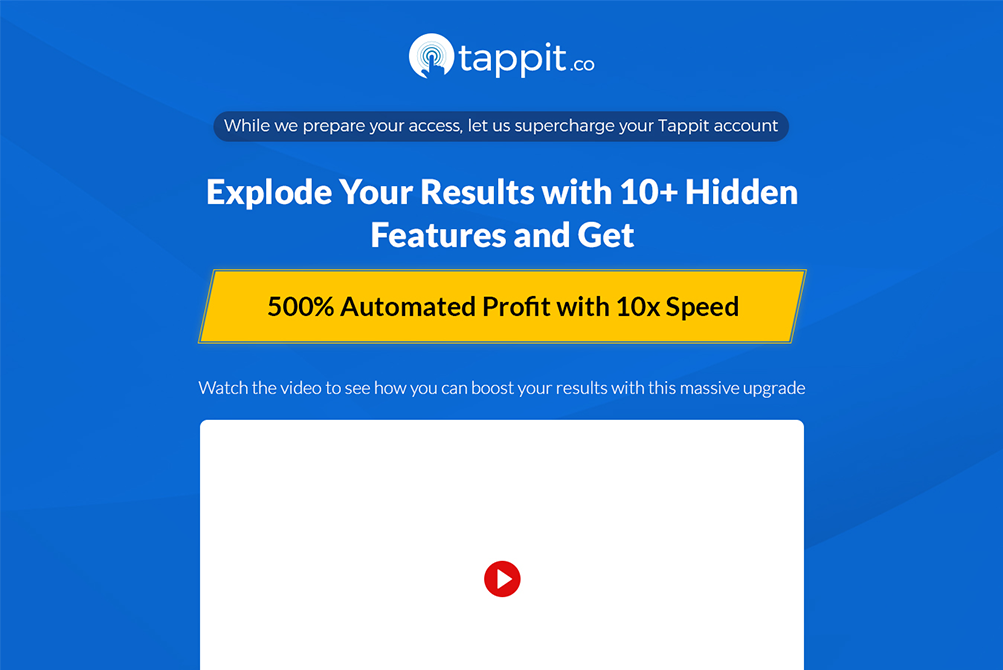 tappit.co
While we prepare your access, let us supercharge your Tappit account
Explode Your Results with 10+ Hidden
Features and Get
500% Automated Profit with 10x Speed
Watch the video to see how you can boost your results with this massive upgrade